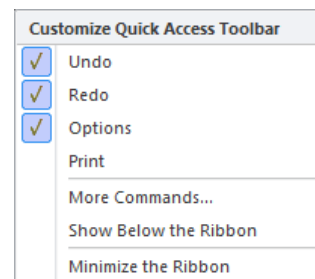 Customize Quick Access Toolbar
Undo
Redo
Options
Print
More Commands...
Show Below the Ribbon
Minimize the Ribbon